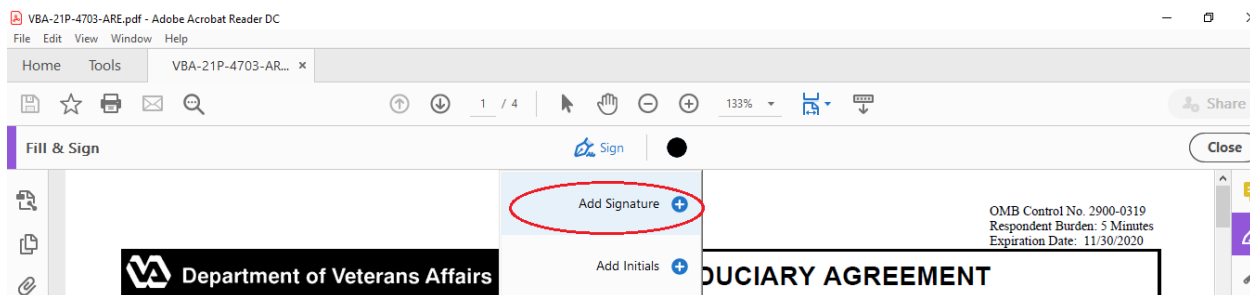 VBA-21P-4703-ARE.pdf - Adobe Acrobat Reader DC
File Edit View Window Help
Home Tools VBA-21P-4703-AR... ×
1 / 4 133% Share
Fill & Sign Sign Close
Add Signature
OMB Control No. 2900-0319
Respondent Burden: 5 Minutes
Expiration Date: 11/30/2020
Add Initials
VA Department of Veterans Affairs DUCIARY AGREEMENT